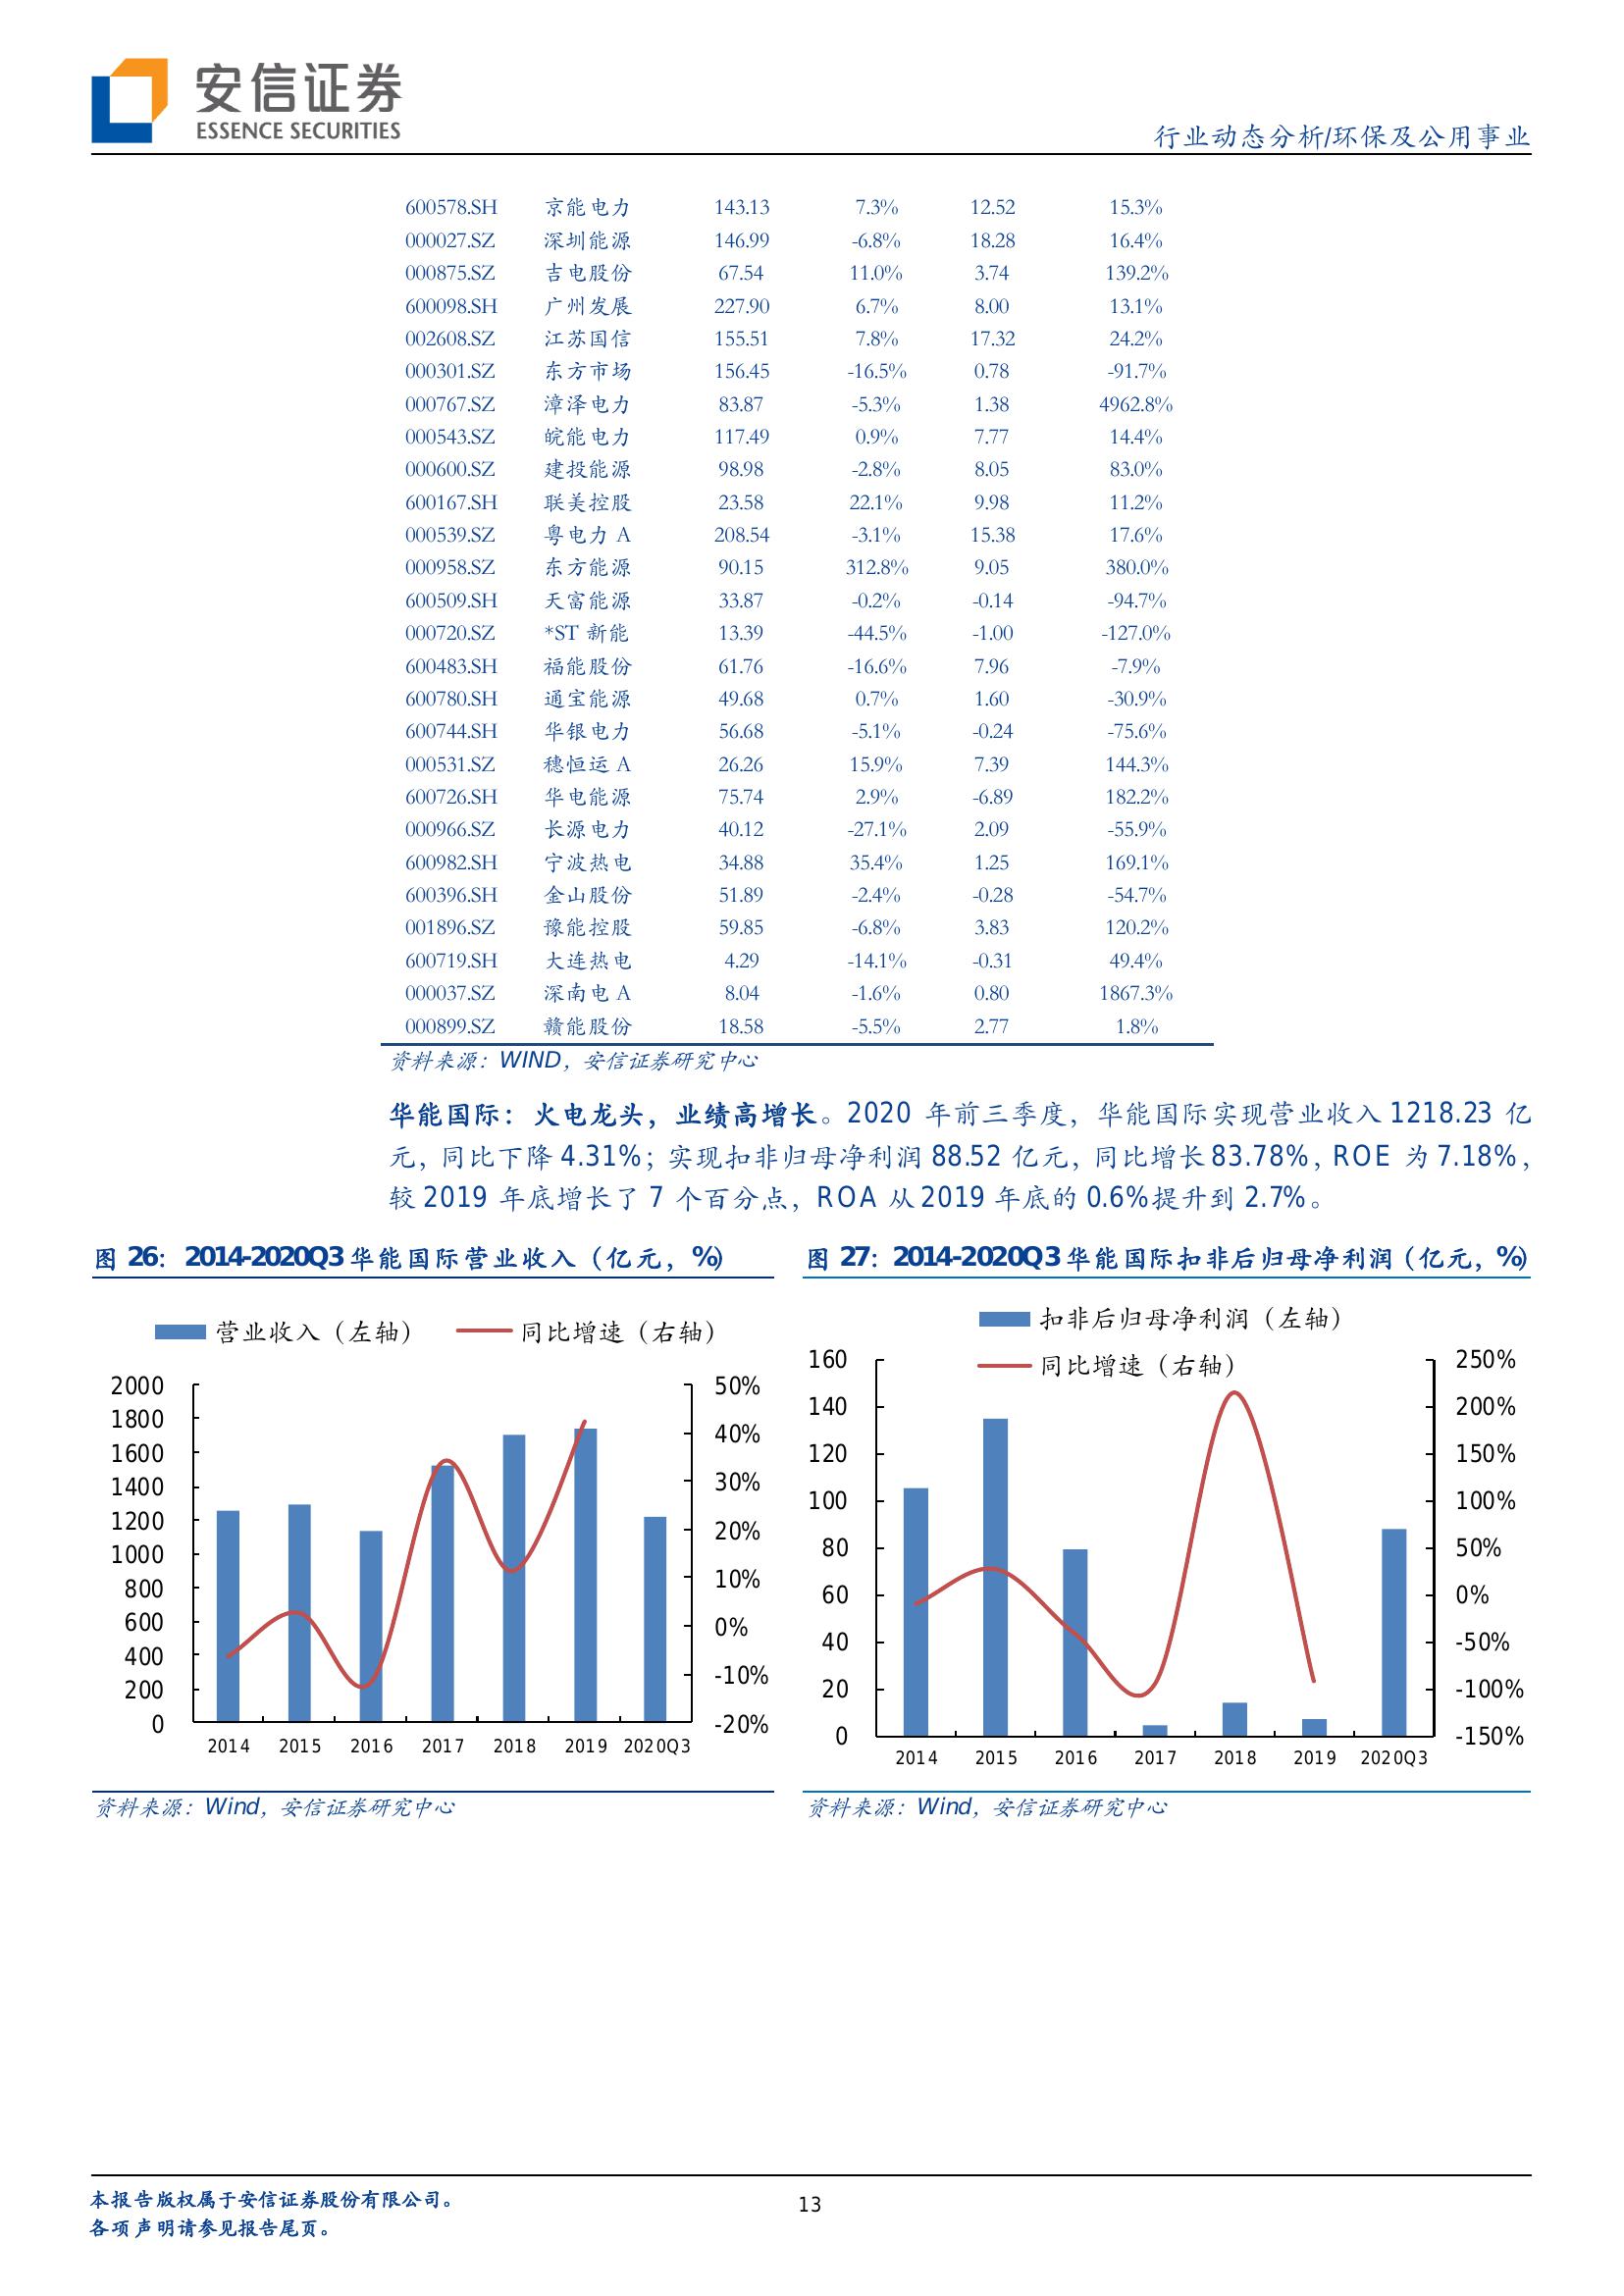 安信证券
ESSENCE SECURITIES
行业动态分析/环保及公用事业
600578.SH 京能电力 143.13 7.3% 12.52 15.3%
000027.SZ 深圳能源 146.99 -6.8% 18.28 16.4%
000875.SZ 吉电股份 67.54 11.0% 3.74 139.2%
600098.SH 广州发展 227.90 6.7% 8.00 13.1%
002608.SZ 江苏国信 155.51 7.8% 17.32 24.2%
000301.SZ 东方市场 156.45 -16.5% 0.78 -91.7%
000767.SZ 漳泽电力 83.87 -5.3% 1.38 4962.8%
000543.SZ 皖能电力 117.49 0.9% 7.77 14.4%
000600.SZ 建投能源 98.98 -2.8% 8.05 83.0%
600167.SH 联美控股 23.58 22.1% 9.98 11.2%
000539.SZ 粤电力 A 208.54 -3.1% 15.38 17.6%
000958.SZ 东方能源 90.15 312.8% 9.05 380.0%
600509.SH 天富能源 33.87 -0.2% -0.14 -94.7%
000720.SZ *ST 新能 13.39 -44.5% -1.00 -127.0%
600483.SH 福能股份 61.76 -16.6% 7.96 -7.9%
600780.SH 通宝能源 49.68 0.7% 1.60 -30.9%
600744.SH 华银电力 56.68 -5.1% -0.24 -75.6%
000531.SZ 穗恒运 A 26.26 15.9% 7.39 144.3%
600726.SH 华电能源 75.74 2.9% -6.89 182.2%
000966.SZ 长源电力 40.12 -27.1% 2.09 -55.9%
600982.SH 宁波热电 34.88 35.4% 1.25 169.1%
600396.SH 金山股份 51.89 -2.4% -0.28 -54.7%
001896.SZ 豫能控股 59.85 -6.8% 3.83 120.2%
600719.SH 大连热电 4.29 -14.1% -0.31 49.4%
000037.SZ 深南电 A 8.04 -1.6% 0.80 1867.3%
000899.SZ 赣能股份 18.58 -5.5% 2.77 1.8%
资料来源：WIND，安信证券研究中心
华能国际：火电龙头，业绩高增长。2020 年前三季度，华能国际实现营业收入 1218.23 亿
元，同比下降 4.31%；实现扣非归母净利润 88.52 亿元，同比增长 83.78%，ROE 为 7.18%，
较 2019 年底增长了 7 个百分点，ROA 从 2019 年底的 0.6%提升到 2.7%。
图 26：2014-2020Q3 华能国际营业收入（亿元，%）
营业收入（左轴） 同比增速（右轴）
2000 50%
1800
1600 40%
1400 30%
1200 20%
1000
800 10%
600 0%
400 -10%
200
0 -20%
2014 2015 2016 2017 2018 2019 2020Q3
资料来源：Wind，安信证券研究中心
图 27：2014-2020Q3 华能国际扣非后归母净利润（亿元，%）
扣非后归母净利润（左轴）
同比增速（右轴）
160 250%
140 200%
120 150%
100 100%
80 50%
60 0%
40 -50%
20 -100%
0 -150%
2014 2015 2016 2017 2018 2019 2020Q3
资料来源：Wind，安信证券研究中心
本报告版权属于安信证券股份有限公司。
各项声明请参见报告尾页。
13